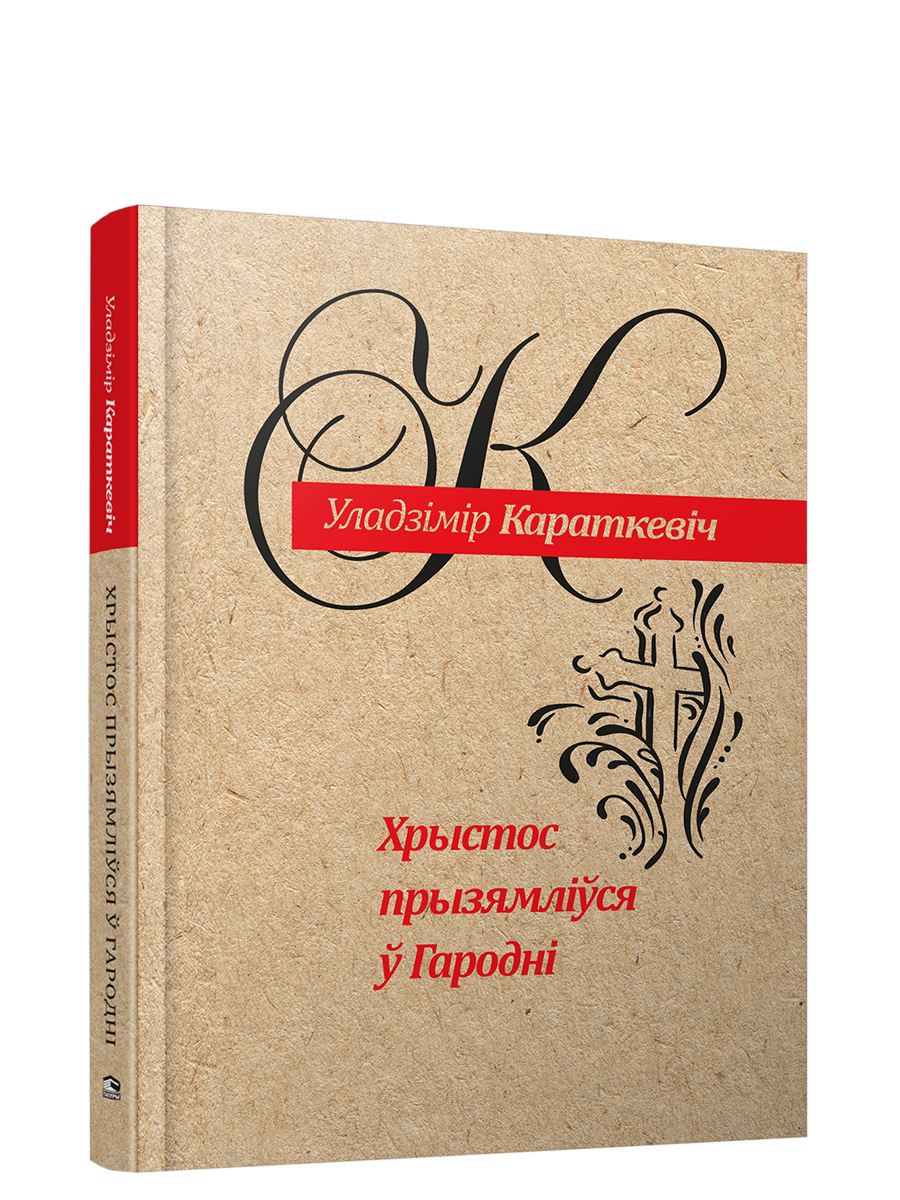 Уладзімір Караткевіч
ХРЫСТОС ПРЫЗЯМЛІЎСЯ Ў ГАРОДНІ
К
Уладзімір Караткевіч
Хрыстос
прызямліўся
ў Гародні